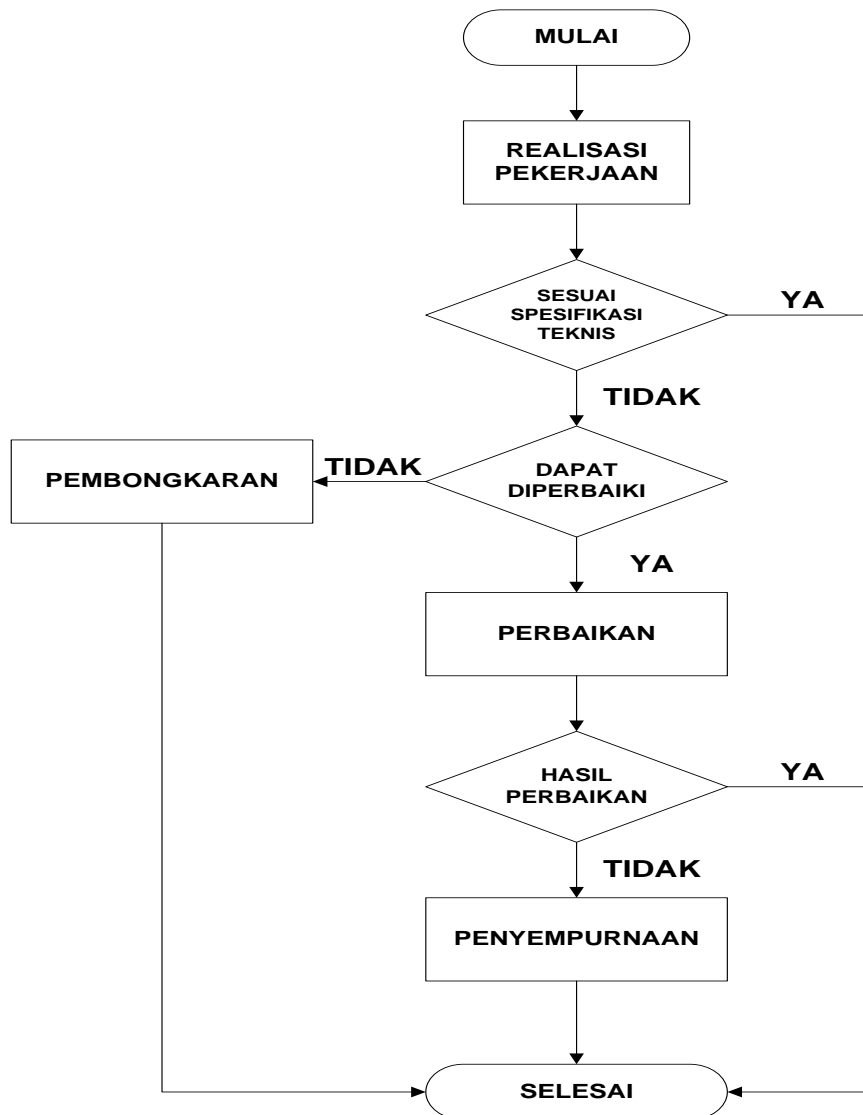 MULAI
REALISASI
PEKERJAAN
SESUAI
SPESIFIKASI
TEKNIS
YA
TIDAK
DAPAT
DIPERBAIKI
TIDAK
PEMBONGKARAN
YA
PERBAIKAN
HASIL
PERBAIKAN
YA
TIDAK
PENYEMPURNAAN
SELESAI